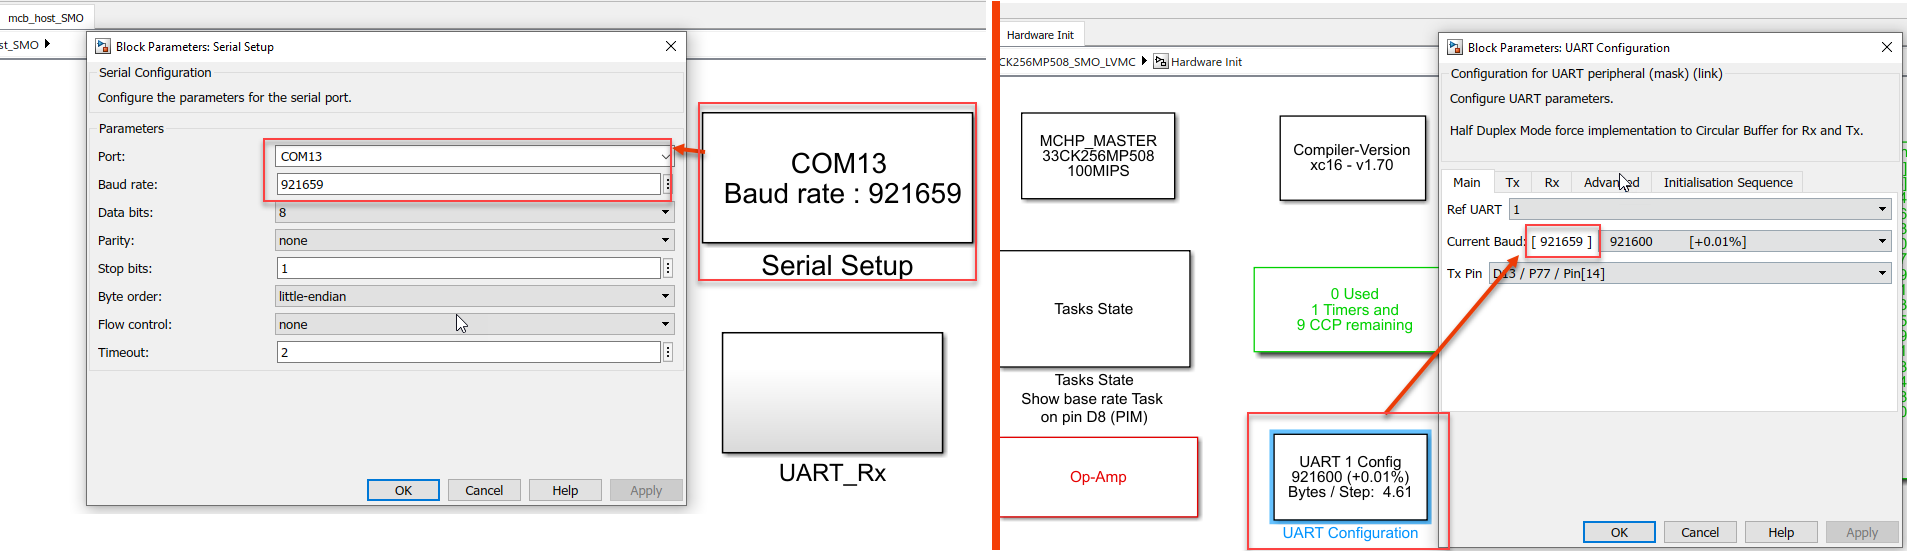 mcb_host_SMO
st_SMO
Block Parameters: Serial Setup
Serial Configuration
Configure the parameters for the serial port.
Parameters
Port:
COM13
Baud rate:
921659
Data bits:
8
Parity:
none
Stop bits:
1
Byte order:
little-endian
Flow control:
none
Timeout:
2
OK
Cancel
Help
Apply
COM13
Baud rate : 921659
Serial Setup
UART_Rx
Hardware Init
CK256MP508_SMO_LVMC
Hardware Init
MCHP_MASTER
33CK256MP508
100MIPS
Compiler-Version
xc16 - v1.70
Tasks State
Tasks State
Show base rate Task
on pin D8 (PIM)
0 Used
1 Timers and
9 CCP remaining
Op-Amp
UART 1 Config
921600 (+0.01%)
Bytes / Step: 4.61
UART Configuration
Block Parameters: UART Configuration
Configuration for UART peripheral (mask) (link)
Configure UART parameters.
Half Duplex Mode force implementation to Circular Buffer for Rx and Tx.
Main
Tx
Rx
Advanced
Initialisation Sequence
Ref UART
1
Current Baud:
[ 921659 ]
921600 [+0.01%]
Tx Pin
D13 / P77 / Pin[14]
OK
Cancel
Help
Apply